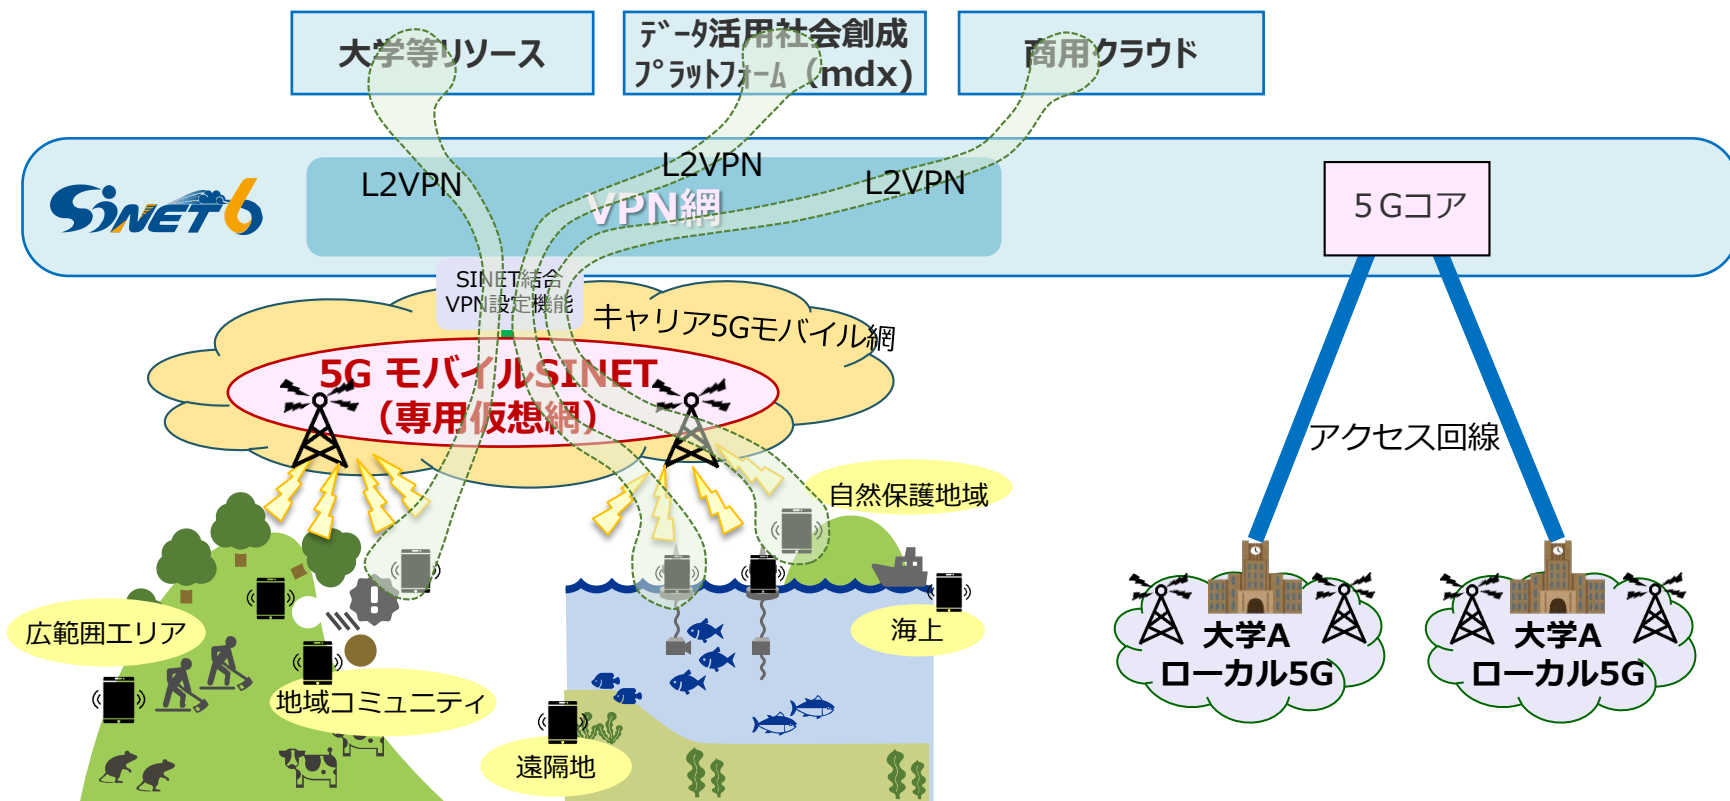 大学等リソース
データ活用社会創成
プラットフォーム（mdx）
商用クラウド
L2VPN
L2VPN
L2VPN
SINET6
VPN網
5Gコア
SINET結合
VPN設定機能
キャリア5Gモバイル網
5G モバイルSINET
（専用仮想網）
アクセス回線
自然保護地域
広範囲エリア
海上
地域コミュニティ
遠隔地
大学A
ローカル5G
大学A
ローカル5G